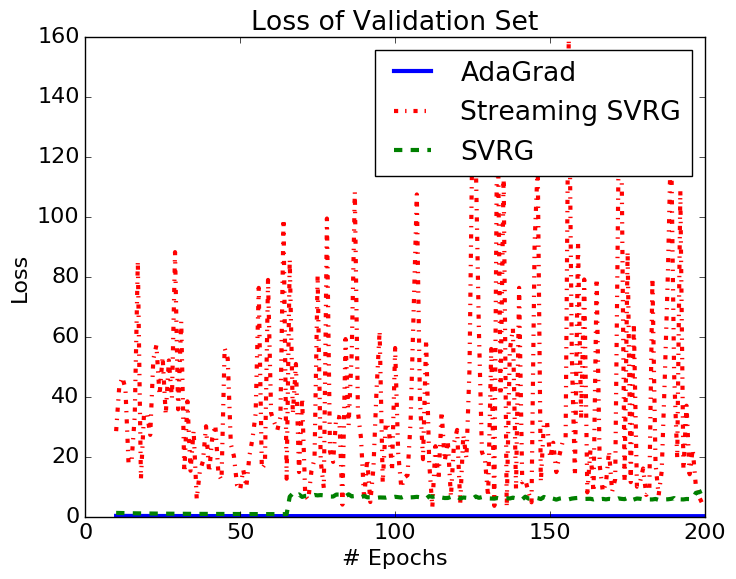 Loss of Validation Set
160
140
120
100
80
60
40
20
0
Loss
AdaGrad
Streaming SVRG
SVRG
0 50 100 150 200
# Epochs